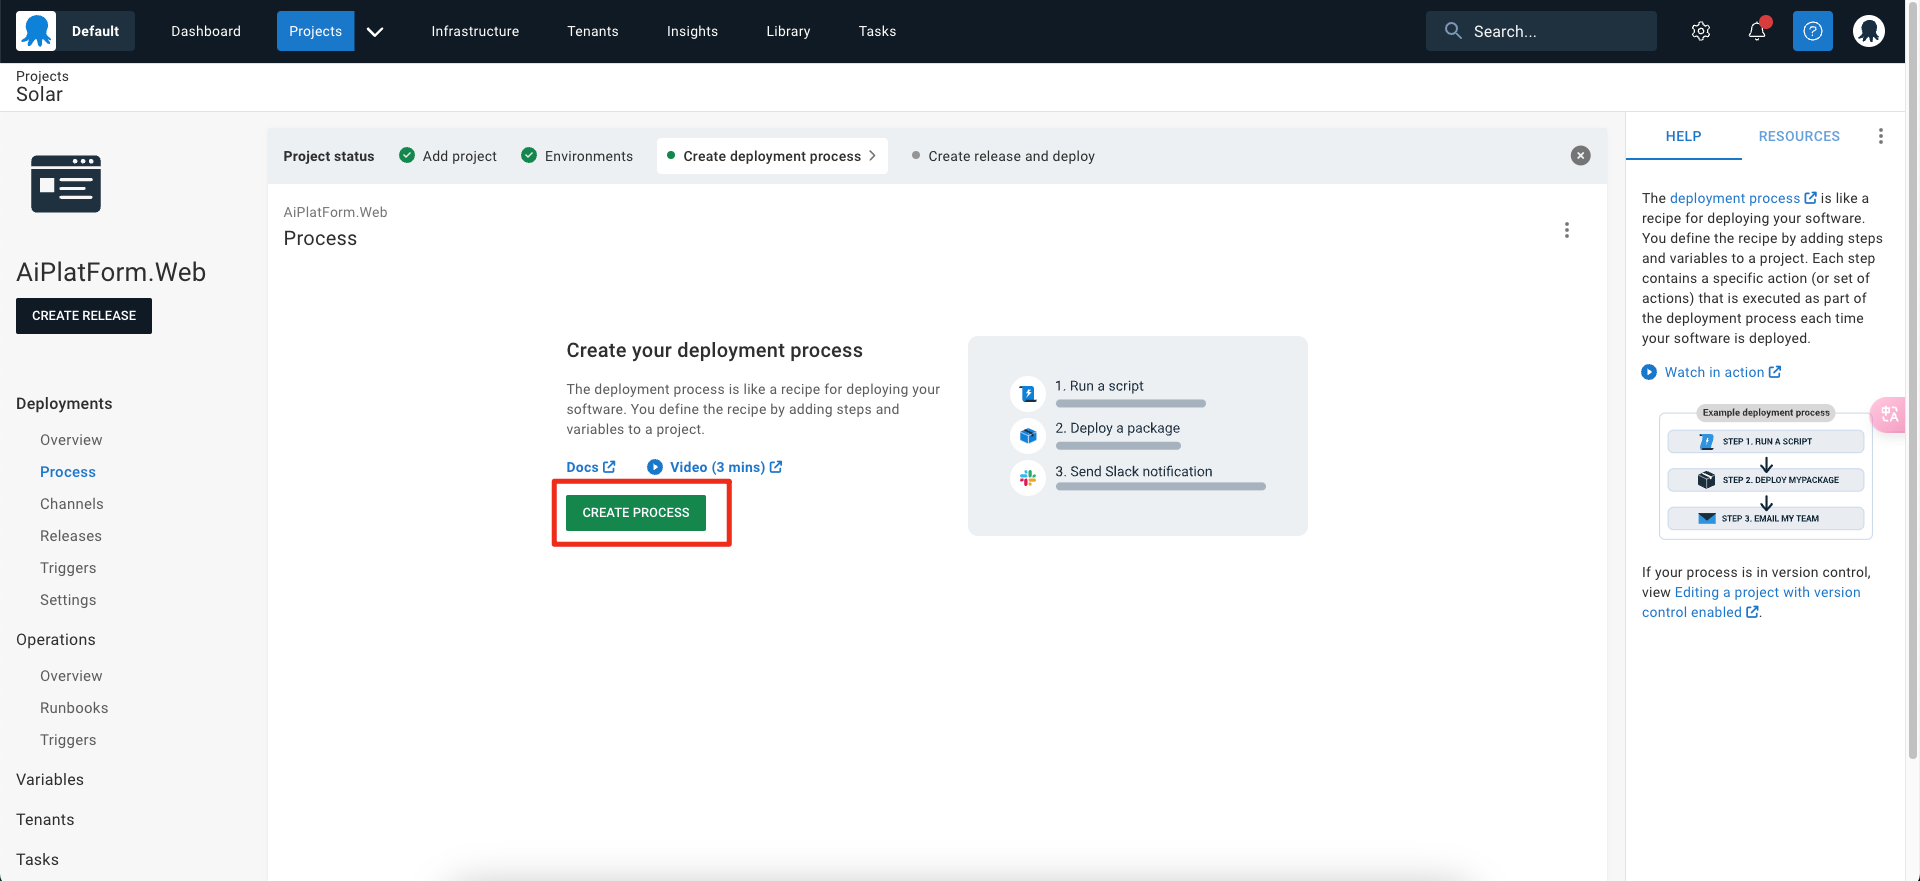 Default
Dashboard
Projects
Infrastructure
Tenants
Insights
Library
Tasks
Search...
Projects
Solar
AiPlatForm.Web
CREATE RELEASE
Deployments
Overview
Process
Channels
Releases
Triggers
Settings
Operations
Overview
Runbooks
Triggers
Variables
Tenants
Tasks
Project status
Add project
Environments
Create deployment process
Create release and deploy
AiPlatForm.Web
Process
Create your deployment process
The deployment process is like a recipe for deploying your
software. You define the recipe by adding steps and
variables to a project.
Docs
Video (3 mins)
CREATE PROCESS
1. Run a script
2. Deploy a package
3. Send Slack notification
HELP
RESOURCES
The deployment process is like a
recipe for deploying your software.
You define the recipe by adding steps
and variables to a project. Each step
contains a specific action (or set of
actions) that is executed as part of
the deployment process each time
your software is deployed.
Watch in action
Example deployment process
STEP 1. RUN A SCRIPT
STEP 2. DEPLOY MYPACKAGE
STEP 3. EMAIL MY TEAM
If your process is in version control,
view Editing a project with version
control enabled.